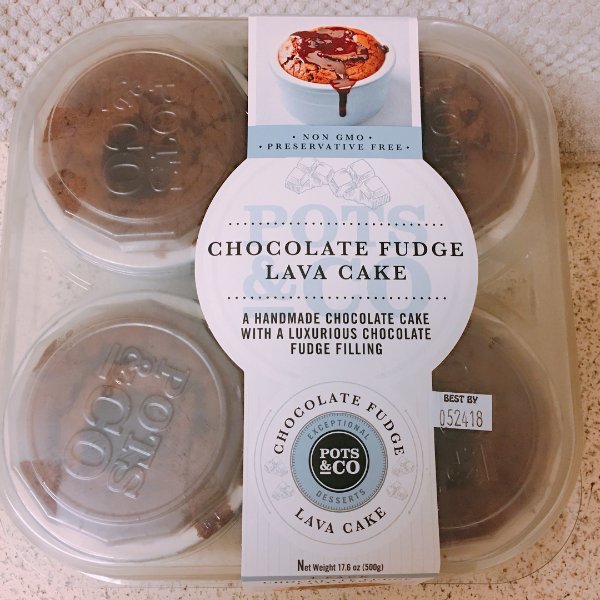 • NON GMO •
• PRESERVATIVE FREE •
POTS
& CO
CHOCOLATE FUDGE
LAVA CAKE
A HANDMADE CHOCOLATE CAKE
WITH A LUXURIOUS CHOCOLATE
FUDGE FILLING
BEST BY
052418
CHOCOLATE FUDGE
EXCEPTIONAL
POTS
&CO
DESSERTS
LAVA CAKE
Net Weight 17.6 oz (500g)
POTS
& CO
POTS
& CO